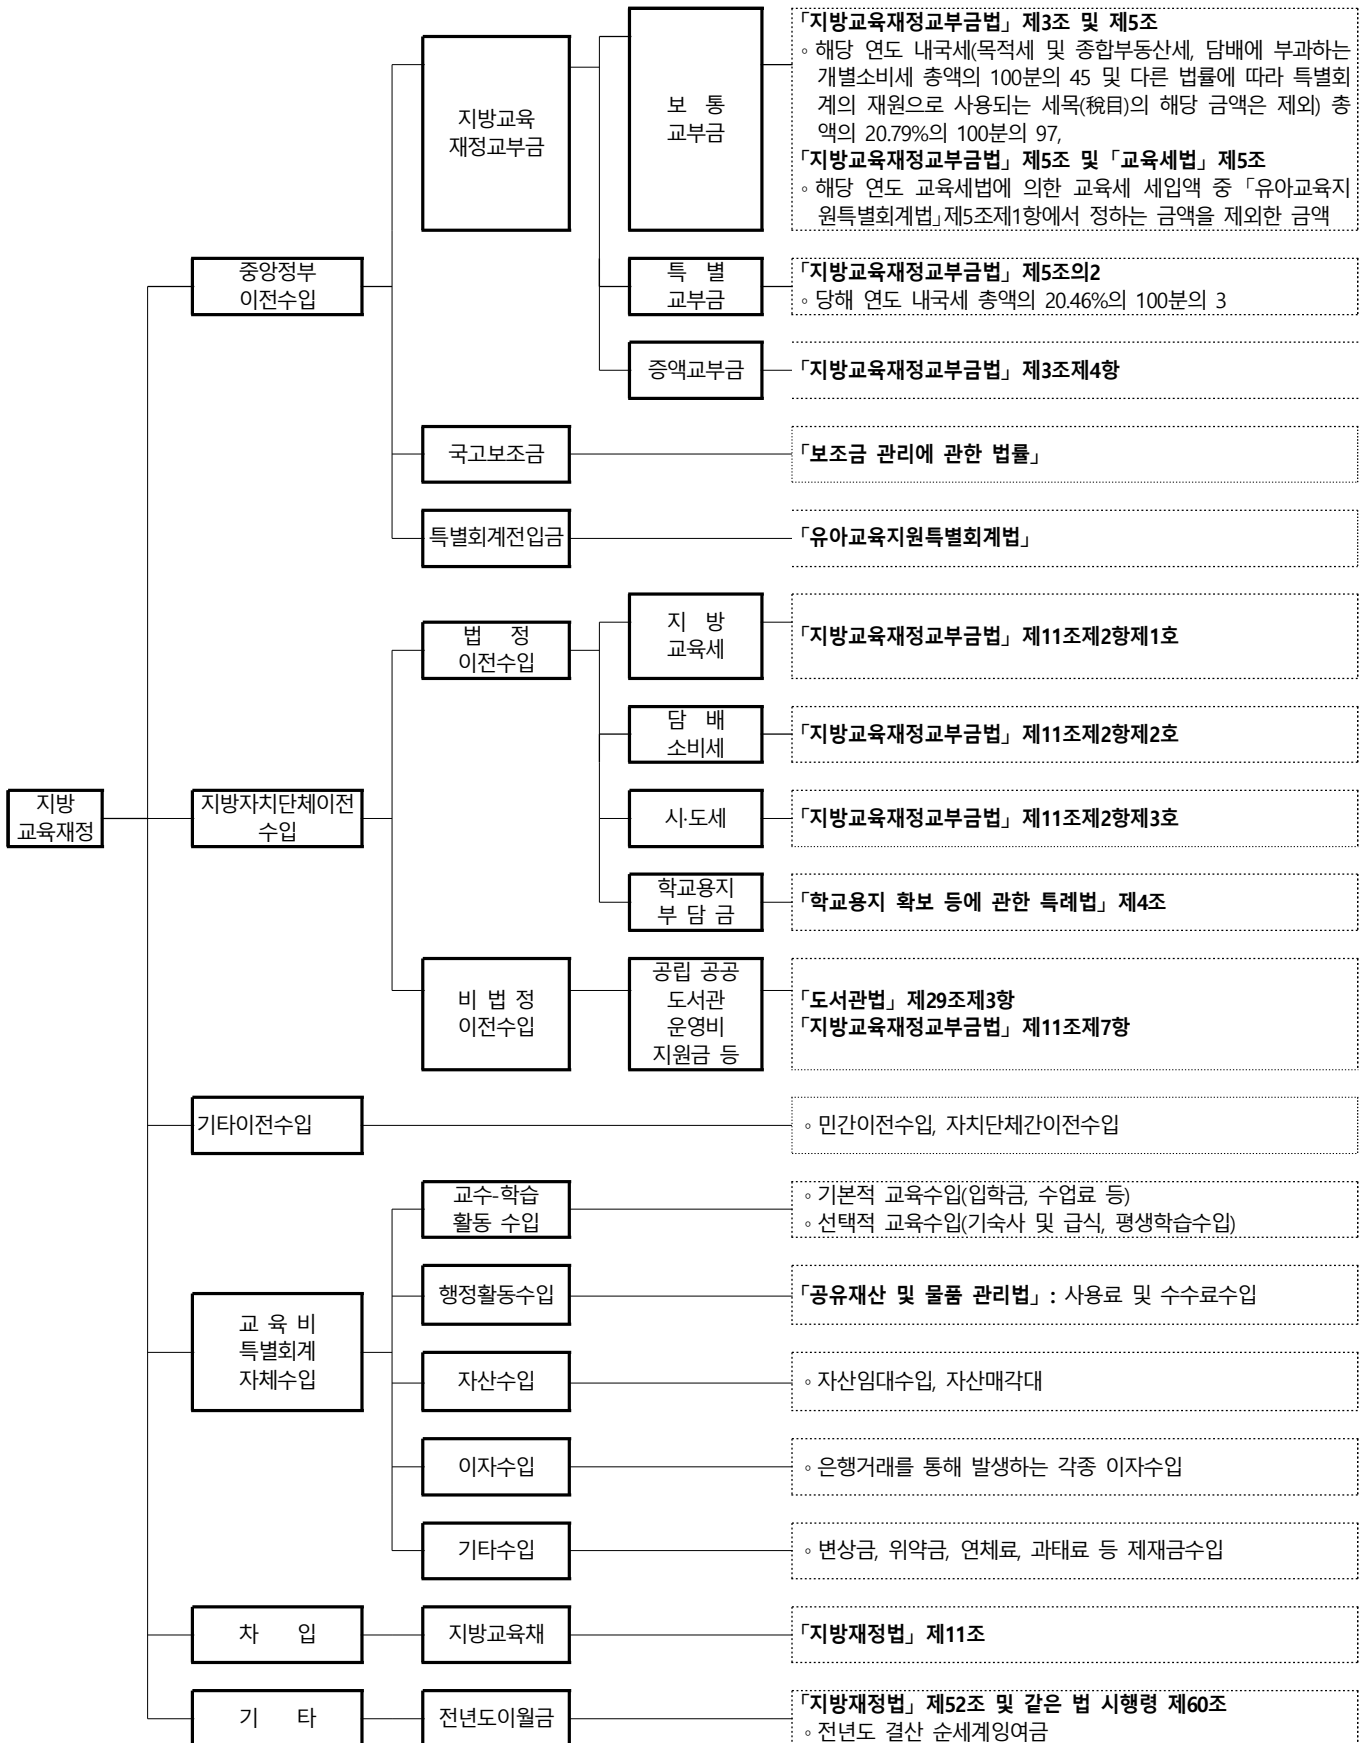 「지방교육재정교부금법」 제3조 및 제5조
◦ 해당 연도 내국세(목적세 및 종합부동산세, 담배에 부과하는
개별소비세 총액의 100분의 45 및 다른 법률에 따라 특별회
계의 재원으로 사용되는 세목(稅目)의 해당 금액은 제외) 총
액의 20.79%의 100분의 97,
「지방교육재정교부금법」 제5조 및 「교육세법」 제5조
◦ 해당 연도 교육세법에 의한 교육세 세입액 중 「유아교육지
원특별회계법」제5조제1항에서 정하는 금액을 제외한 금액
보 통
교부금
지방교육
재정교부금
중앙정부
이전수입
특 별
교부금
「지방교육재정교부금법」 제5조의2
◦ 당해 연도 내국세 총액의 20.46%의 100분의 3
증액교부금
「지방교육재정교부금법」 제3조제4항
국고보조금
「보조금 관리에 관한 법률」
특별회계전입금
「유아교육지원특별회계법」
법 정
이전수입
지 방
교육세
「지방교육재정교부금법」 제11조제2항제1호
담 배
소비세
「지방교육재정교부금법」 제11조제2항제2호
지방
교육재정
지방자치단체이전
수입
시·도세
「지방교육재정교부금법」 제11조제2항제3호
학교용지
부 담 금
「학교용지 확보 등에 관한 특례법」 제4조
비 법 정
이전수입
공립 공공
도서관
운영비
지원금 등
「도서관법」 제29조제3항
「지방교육재정교부금법」 제11조제7항
기타이전수입
◦ 민간이전수입, 자치단체간이전수입
교수-학습
활동 수입
◦ 기본적 교육수입(입학금, 수업료 등)
◦ 선택적 교육수입(기숙사 및 급식, 평생학습수입)
행정활동수입
「공유재산 및 물품 관리법」 : 사용료 및 수수료수입
교 육 비
특별회계
자체수입
자산수입
◦ 자산임대수입, 자산매각대
이자수입
◦ 은행거래를 통해 발생하는 각종 이자수입
기타수입
◦ 변상금, 위약금, 연체료, 과태료 등 제재금수입
차 입
지방교육채
「지방재정법」 제11조
기 타
전년도이월금
「지방재정법」 제52조 및 같은 법 시행령 제60조
◦ 전년도 결산 순세계잉여금